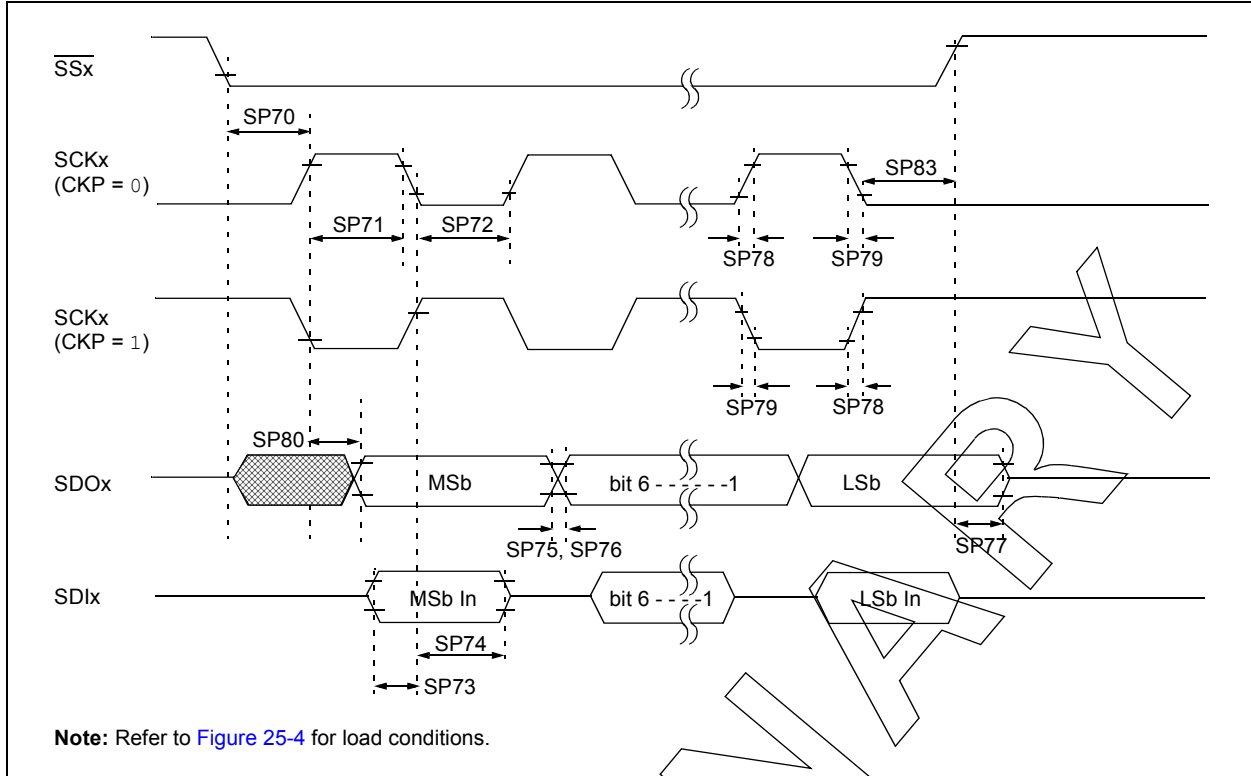 SSx
SP70
SCKx
(CKP = 0)
SP83
SP71
SP72
SP78
SP79
SCKx
(CKP = 1)
SP79
SP78
SP80
SDOx
MSb
bit 6 - - - - - -1
LSb
SP75, SP76
SP77
SDIx
MSb In
bit 6 - - - -1
LSb In
SP74
SP73
Note: Refer to Figure 25-4 for load conditions.